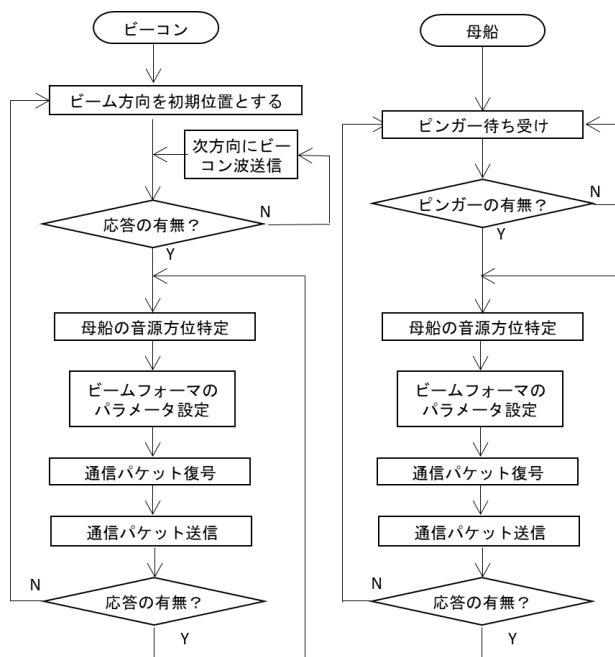 ビーコン
ビーム方向を初期位置とする
次方向にビー
コン波送信
応答の有無?
N
Y
母船の音源方位特定
ビームフォーマの
パラメータ設定
通信パケット復号
通信パケット送信
応答の有無?
N
Y
母船
ピンガー待ち受け
ピンガーの有無?
N
Y
母船の音源方位特定
ビームフォーマの
パラメータ設定
通信パケット復号
通信パケット送信
応答の有無?
N
Y